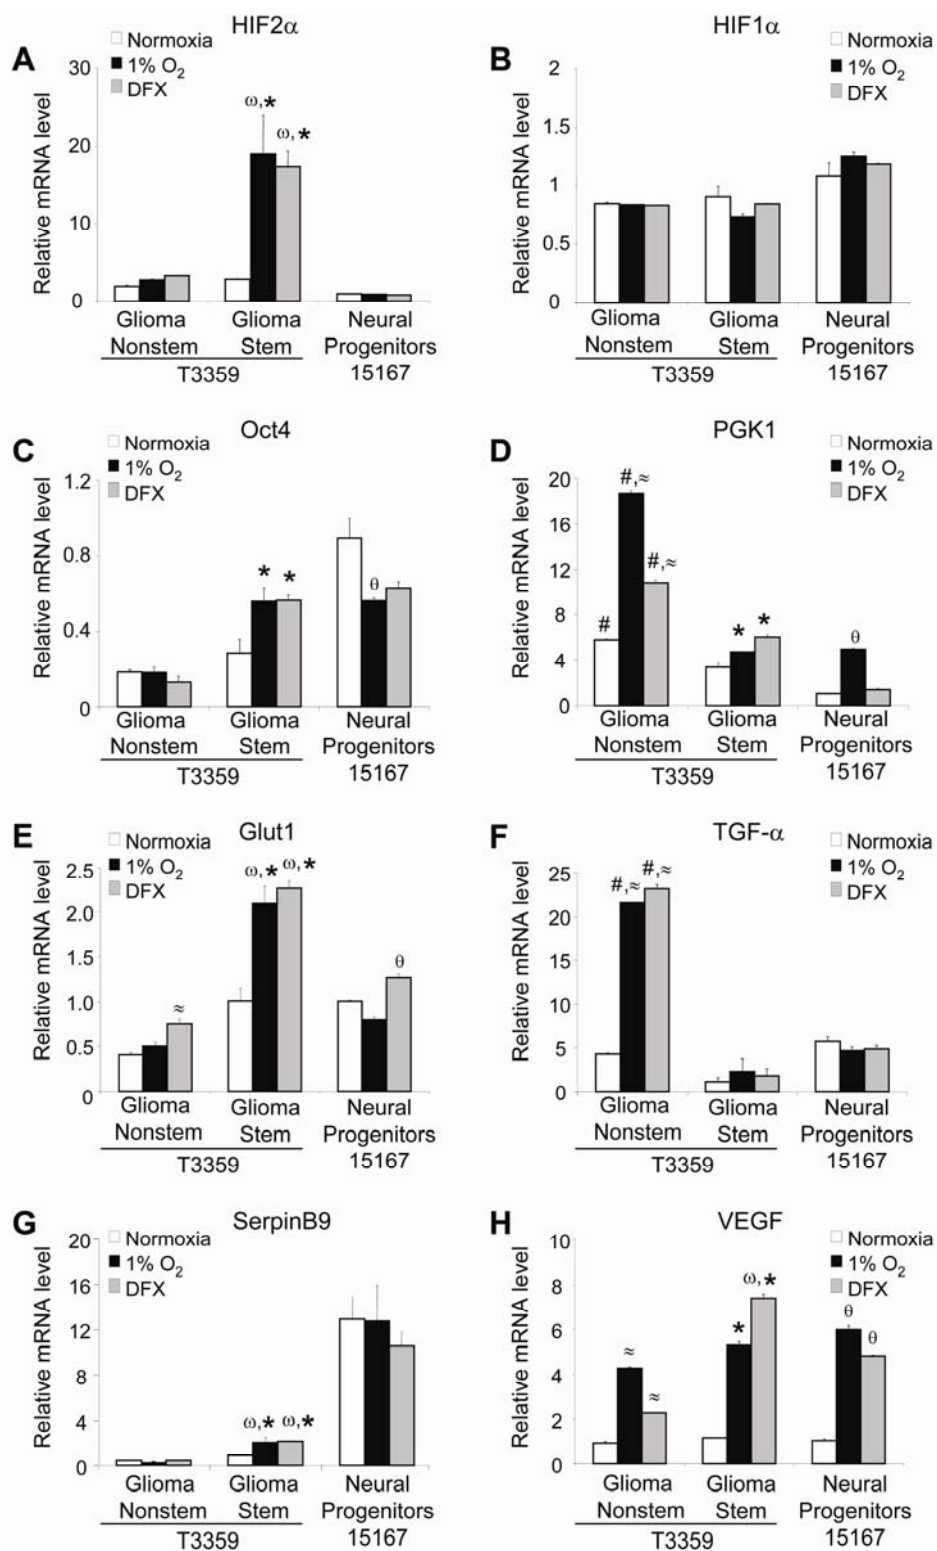 A
HIF2α
Normoxia
1% O2
DFX
Relative mRNA level
30
20
10
0
ω,*
ω,*
Glioma Nonstem
Glioma Stem
Neural Progenitors
T3359
15167
B
HIF1α
Normoxia
1% O2
DFX
Relative mRNA level
2
1.5
1
0.5
0
Glioma Nonstem
Glioma Stem
Neural Progenitors
T3359
15167
C
Oct4
Normoxia
1% O2
DFX
Relative mRNA level
1.2
0.8
0.4
0
*
*
θ
Glioma Nonstem
Glioma Stem
Neural Progenitors
T3359
15167
D
PGK1
Normoxia
1% O2
DFX
Relative mRNA level
20
16
12
8
4
0
#
#,≈
#,≈
*
*
θ
Glioma Nonstem
Glioma Stem
Neural Progenitors
T3359
15167
E
Glut1
Normoxia
1% O2
DFX
Relative mRNA level
2.5
2.0
1.5
1.0
0.5
0
≈
ω,*
ω,*
θ
Glioma Nonstem
Glioma Stem
Neural Progenitors
T3359
15167
F
TGF-α
Normoxia
1% O2
DFX
Relative mRNA level
25
20
15
10
5
0
#,≈
#,≈
Glioma Nonstem
Glioma Stem
Neural Progenitors
T3359
15167
G
SerpinB9
Normoxia
1% O2
DFX
Relative mRNA level
20
16
12
8
4
0
ω,*
ω,*
Glioma Nonstem
Glioma Stem
Neural Progenitors
T3359
15167
H
VEGF
Normoxia
1% O2
DFX
Relative mRNA level
10
8
6
4
2
0
≈
≈
*
ω,*
θ
θ
Glioma Nonstem
Glioma Stem
Neural Progenitors
T3359
15167